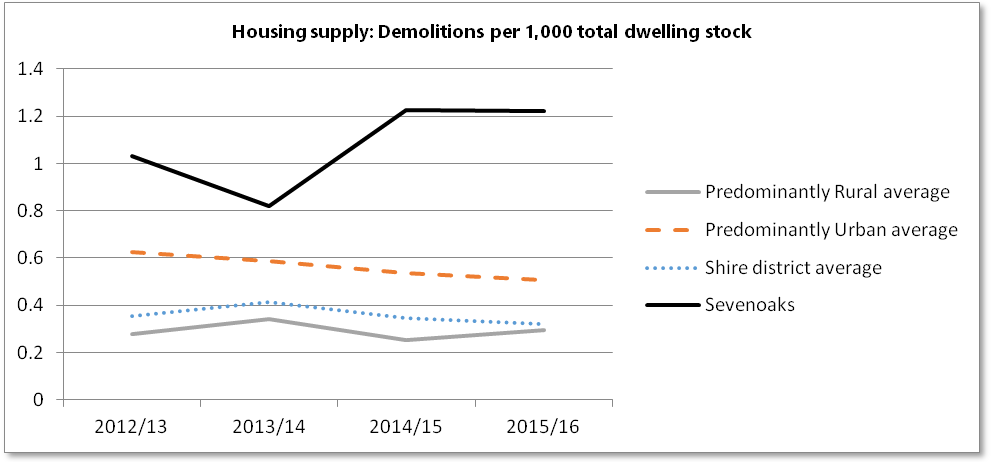 Housing supply: Demolitions per 1,000 total dwelling stock
1.4
1.2
1
0.8
0.6
0.4
0.2
0
2012/13
2013/14
2014/15
2015/16
Predominantly Rural average
Predominantly Urban average
Shire district average
Sevenoaks